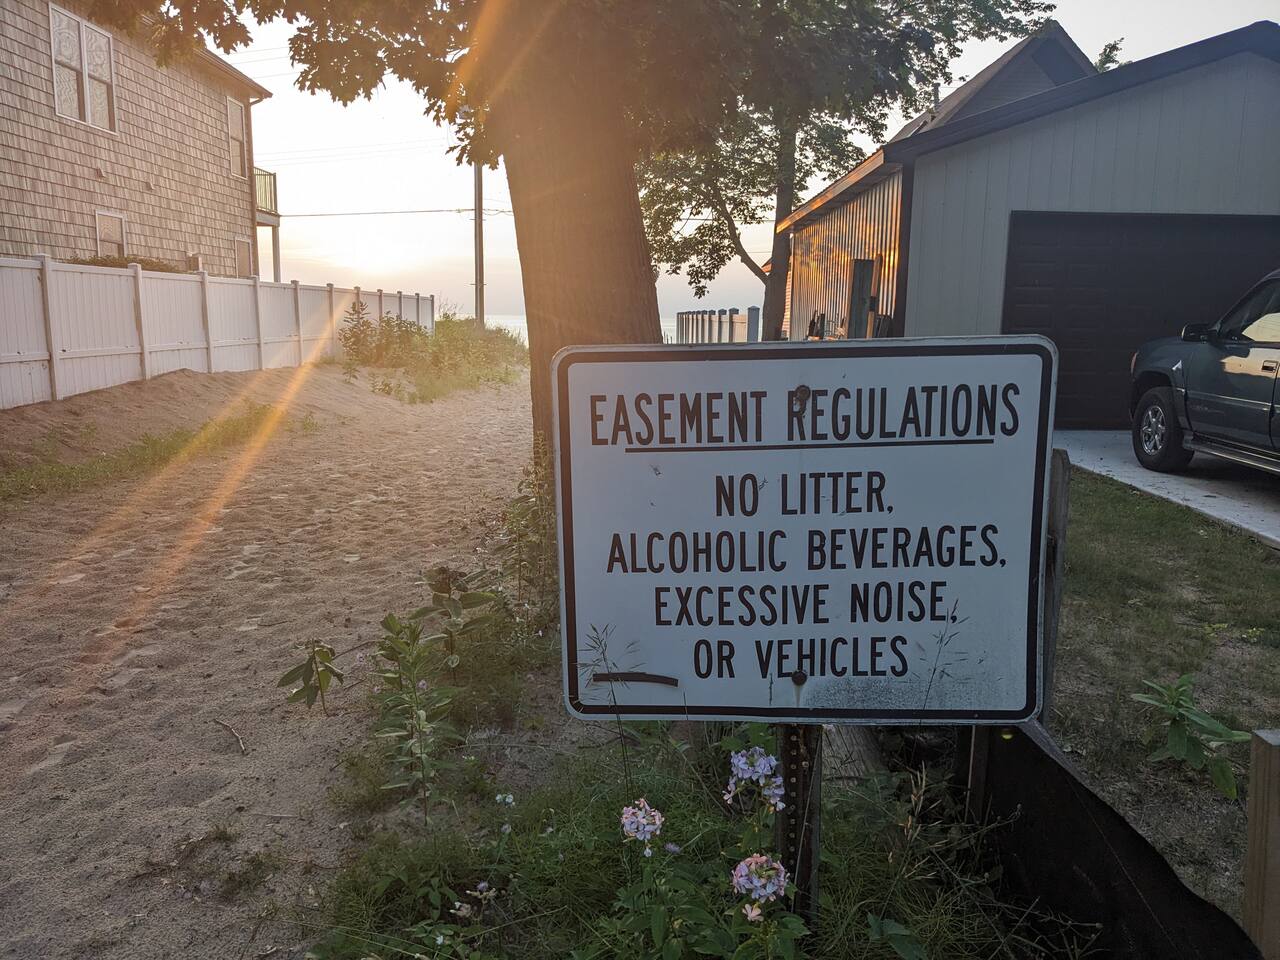 EASEMENT REGULATIONS
NO LITTER,
ALCOHOLIC BEVERAGES,
EXCESSIVE NOISE,
OR VEHICLES